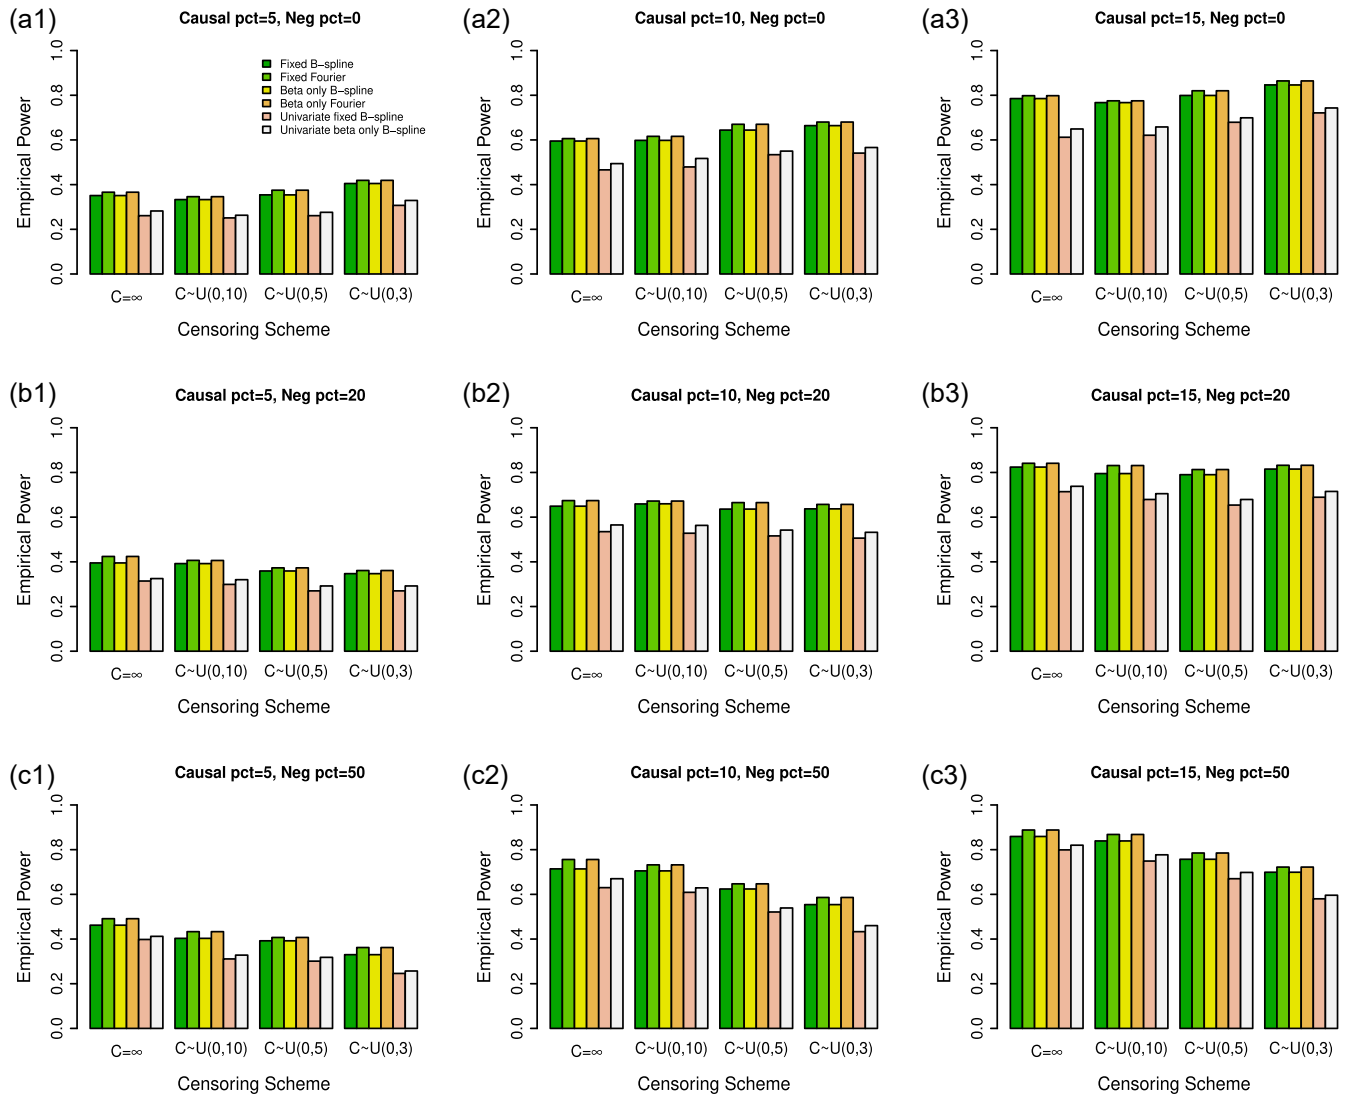 (a1) Causal pct=5, Neg pct=0
Empirical Power
0.0 0.2 0.4 0.6 0.8 1.0
Fixed B−spline
Fixed Fourier
Beta only B−spline
Beta only Fourier
Univariate fixed B−spline
Univariate beta only B−spline
C=∞ C~U(0,10) C~U(0,5) C~U(0,3)
Censoring Scheme
(a2) Causal pct=10, Neg pct=0
Empirical Power
0.0 0.2 0.4 0.6 0.8 1.0
C=∞ C~U(0,10) C~U(0,5) C~U(0,3)
Censoring Scheme
(a3) Causal pct=15, Neg pct=0
Empirical Power
0.0 0.2 0.4 0.6 0.8 1.0
C=∞ C~U(0,10) C~U(0,5) C~U(0,3)
Censoring Scheme
(b1) Causal pct=5, Neg pct=20
Empirical Power
0.0 0.2 0.4 0.6 0.8 1.0
C=∞ C~U(0,10) C~U(0,5) C~U(0,3)
Censoring Scheme
(b2) Causal pct=10, Neg pct=20
Empirical Power
0.0 0.2 0.4 0.6 0.8 1.0
C=∞ C~U(0,10) C~U(0,5) C~U(0,3)
Censoring Scheme
(b3) Causal pct=15, Neg pct=20
Empirical Power
0.0 0.2 0.4 0.6 0.8 1.0
C=∞ C~U(0,10) C~U(0,5) C~U(0,3)
Censoring Scheme
(c1) Causal pct=5, Neg pct=50
Empirical Power
0.0 0.2 0.4 0.6 0.8 1.0
C=∞ C~U(0,10) C~U(0,5) C~U(0,3)
Censoring Scheme
(c2) Causal pct=10, Neg pct=50
Empirical Power
0.0 0.2 0.4 0.6 0.8 1.0
C=∞ C~U(0,10) C~U(0,5) C~U(0,3)
Censoring Scheme
(c3) Causal pct=15, Neg pct=50
Empirical Power
0.0 0.2 0.4 0.6 0.8 1.0
C=∞ C~U(0,10) C~U(0,5) C~U(0,3)
Censoring Scheme